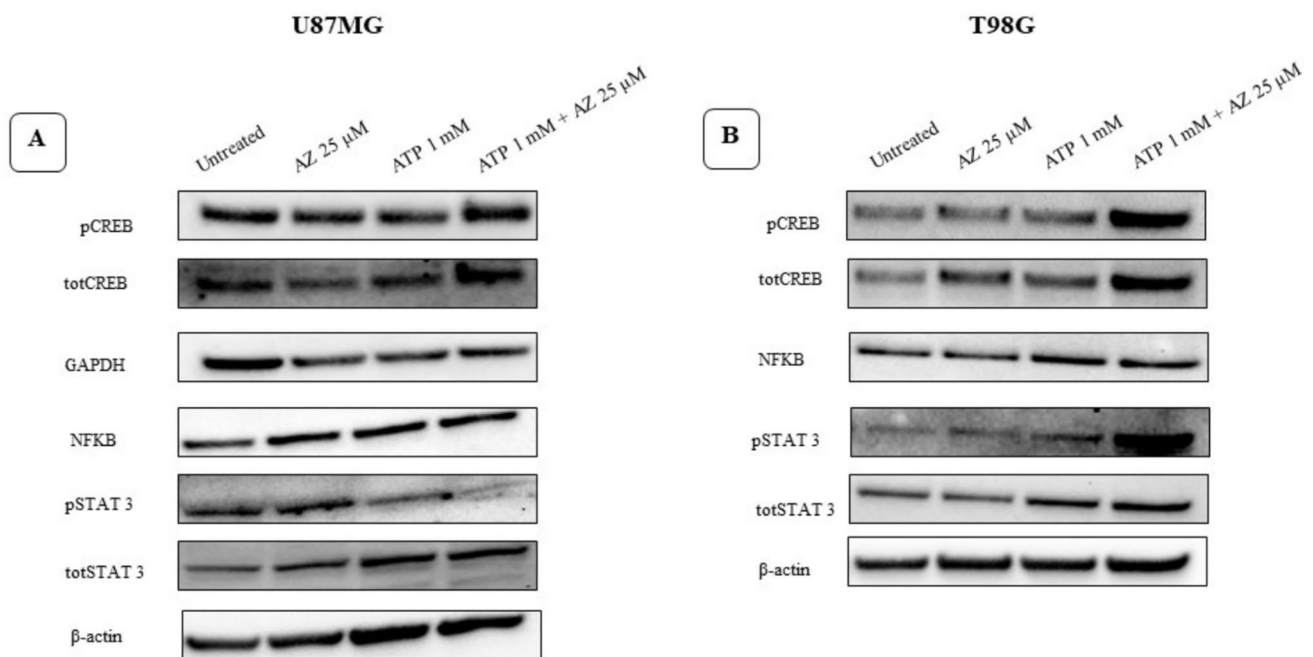 U87MG
A
Untreated
AZ 25 µM
ATP 1 mM
ATP 1 mM + AZ 25 µM
pCREB
totCREB
GAPDH
NFKB
pSTAT 3
totSTAT 3
β-actin
T98G
B
Untreated
AZ 25 µM
ATP 1 mM
ATP 1 mM + AZ 25 µM
pCREB
totCREB
NFKB
pSTAT 3
totSTAT 3
β-actin